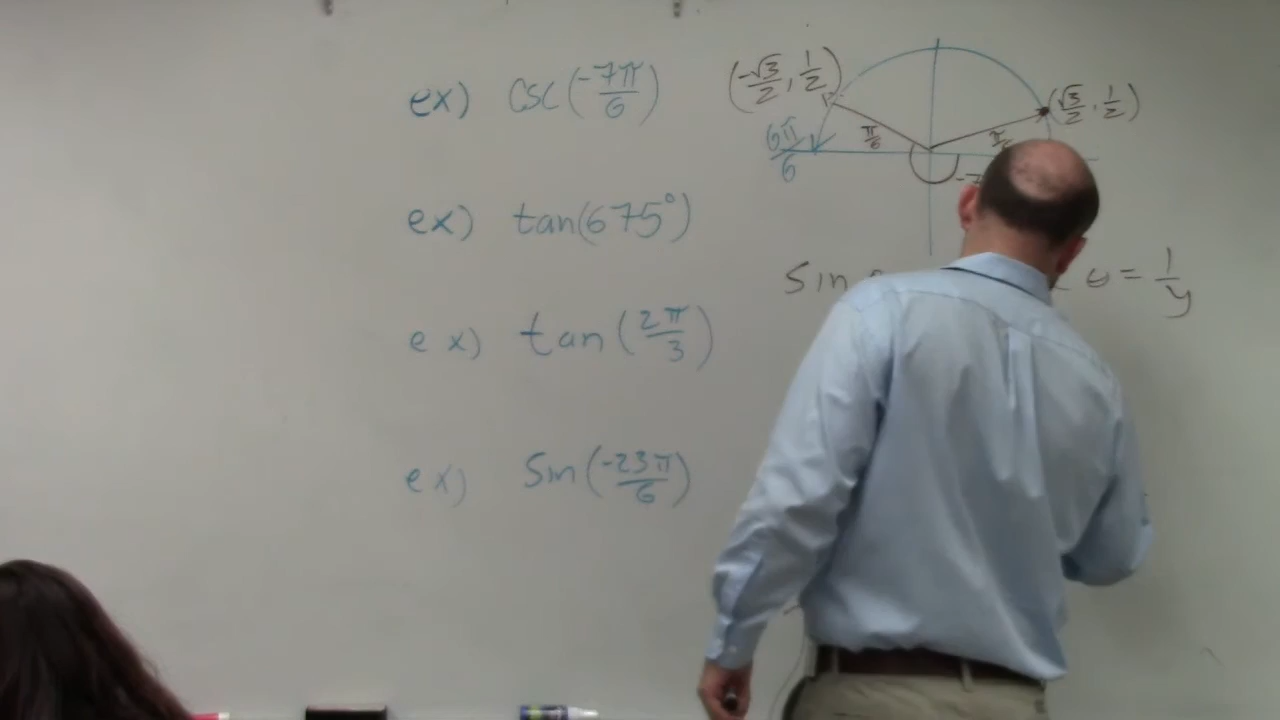 ex) csc(-7π/6)
(-√3/2, 1/2)
(√3/2, 1/2)
6π/6
π/6
-7
ex) tan(675°)
sin
θ = 1/y
ex) tan(2π/3)
ex) sin(-23π/6)